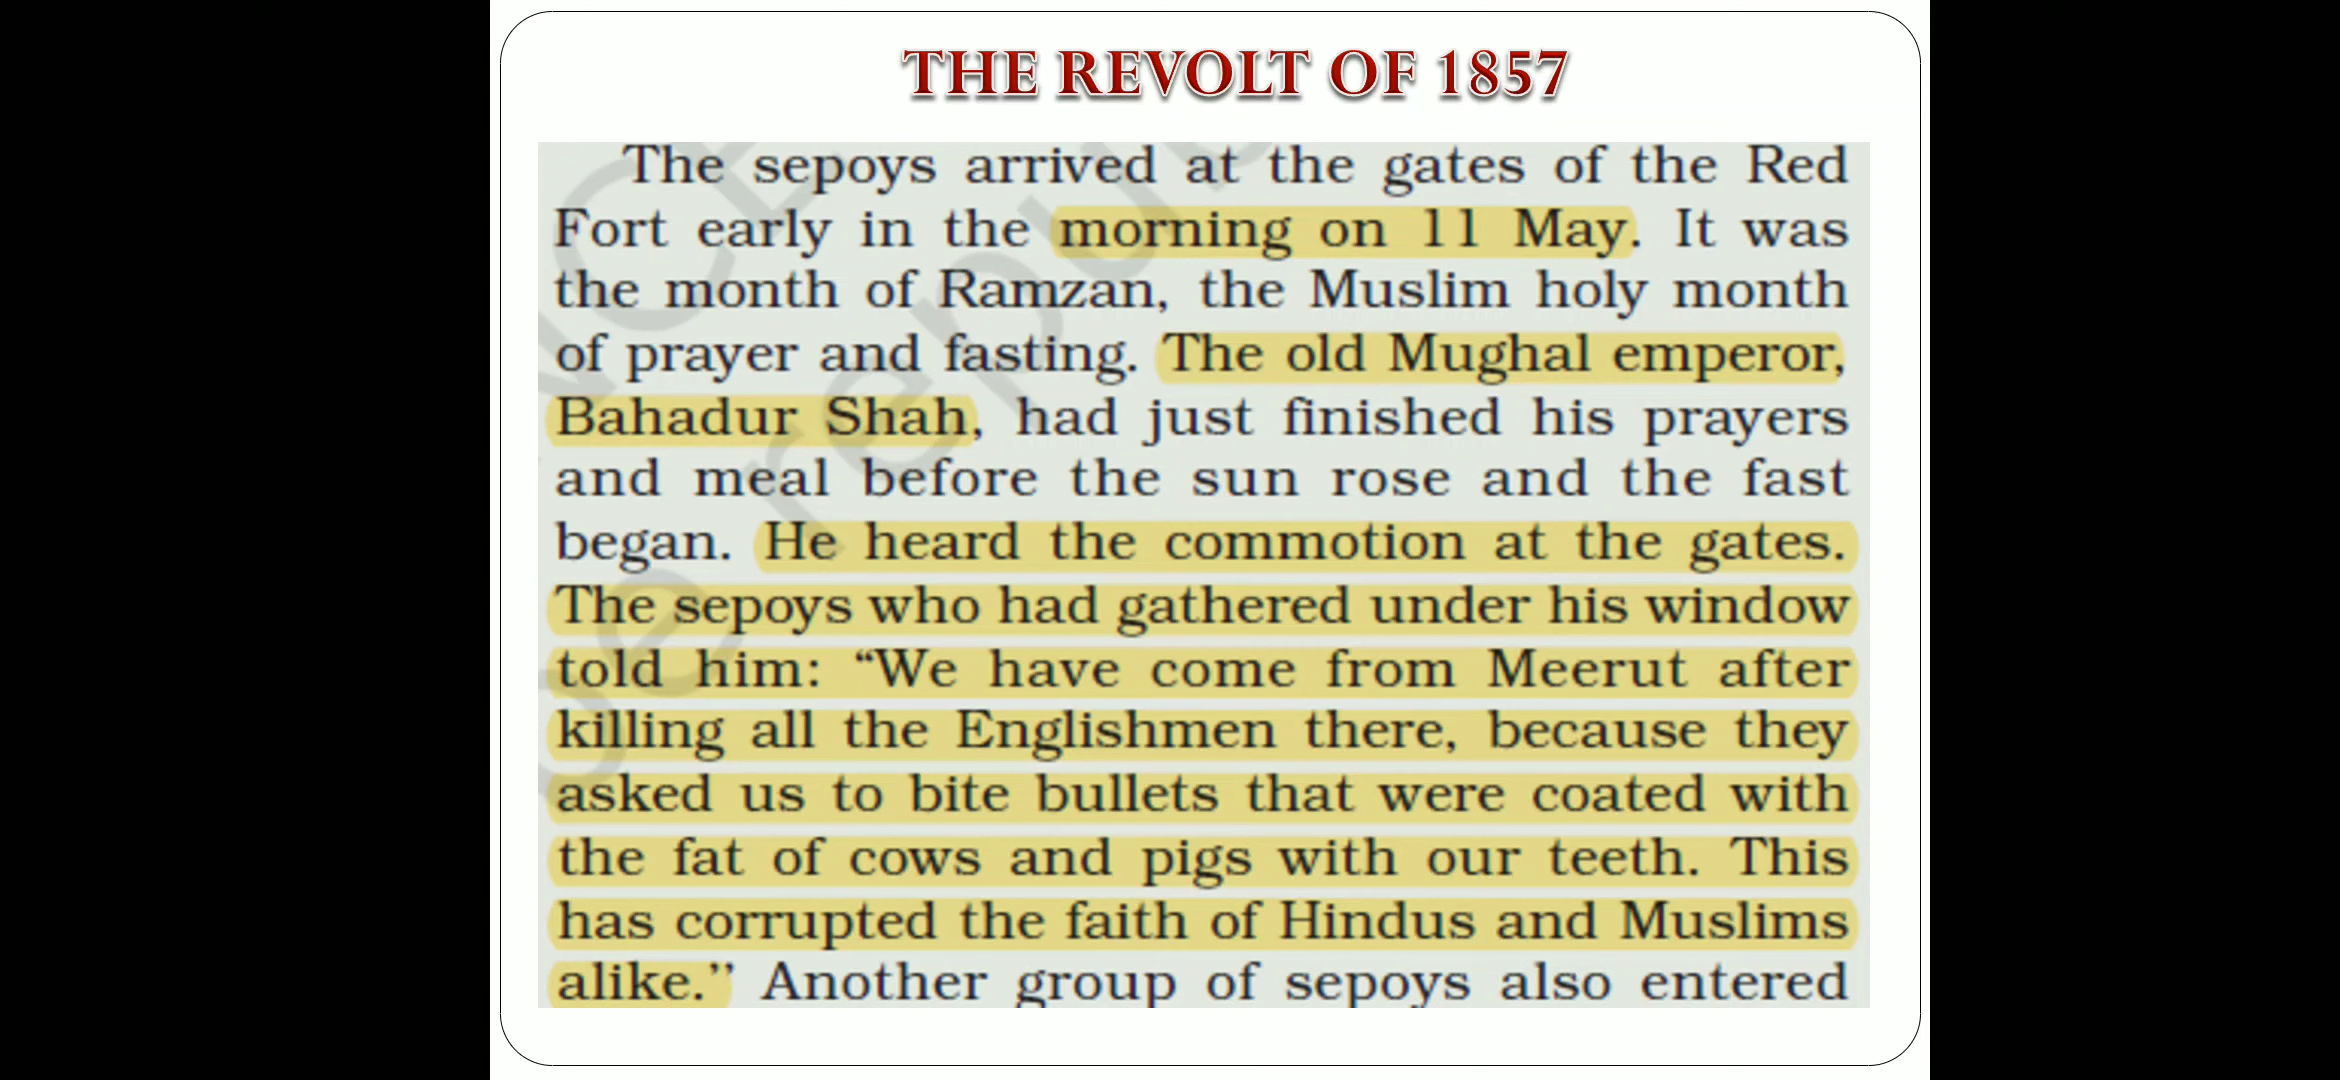 THE REVOLT OF 1857
The sepoys arrived at the gates of the Red
Fort early in the morning on 11 May. It was
the month of Ramzan, the Muslim holy month
of prayer and fasting. The old Mughal emperor,
Bahadur Shah, had just finished his prayers
and meal before the sun rose and the fast
began. He heard the commotion at the gates.
The sepoys who had gathered under his window
told him: “We have come from Meerut after
killing all the Englishmen there, because they
asked us to bite bullets that were coated with
the fat of cows and pigs with our teeth. This
has corrupted the faith of Hindus and Muslims
alike.’’ Another group of sepoys also entered